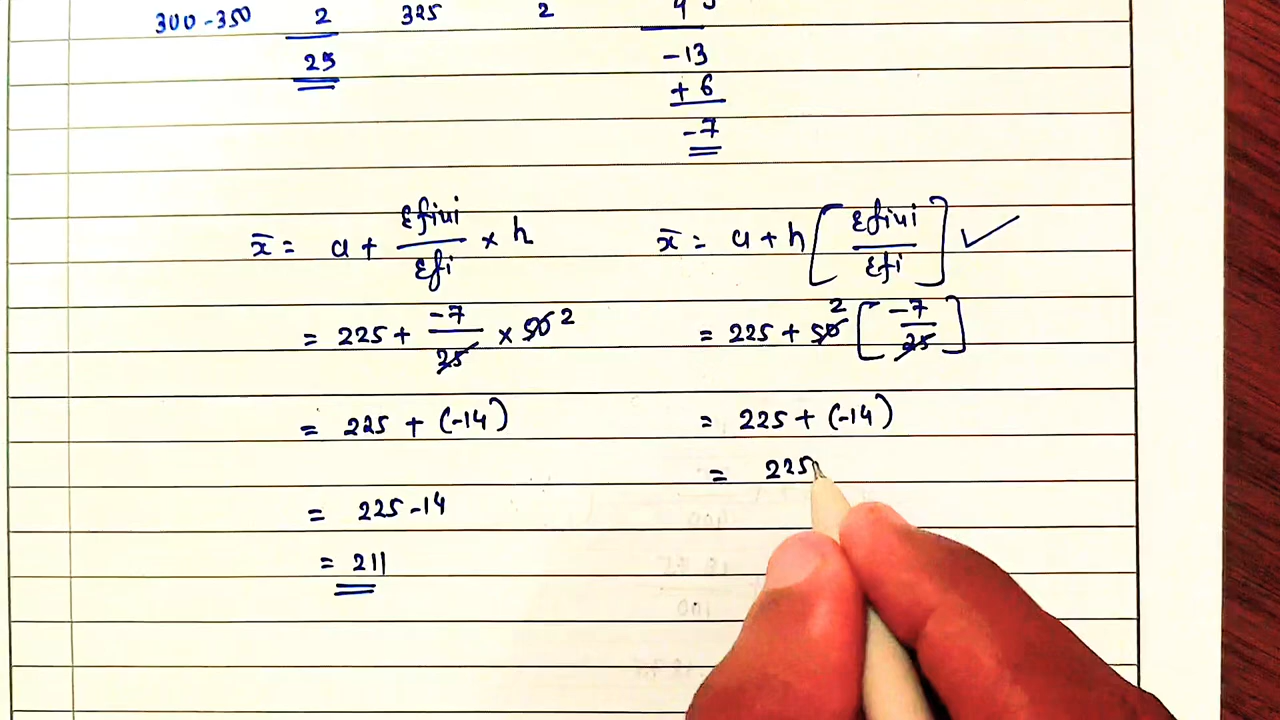 300-350 2 325 2 4
25 -13
+ 6
-7
x̄ = a + Σfiui/Σfi × h x̄ = a + h [Σfiui/Σfi] ✓
= 225 + -7/25 × 50 2 = 225 + 50 2 [-7/25]
= 225 + (-14) = 225 + (-14)
= 225
= 225-14
= 211